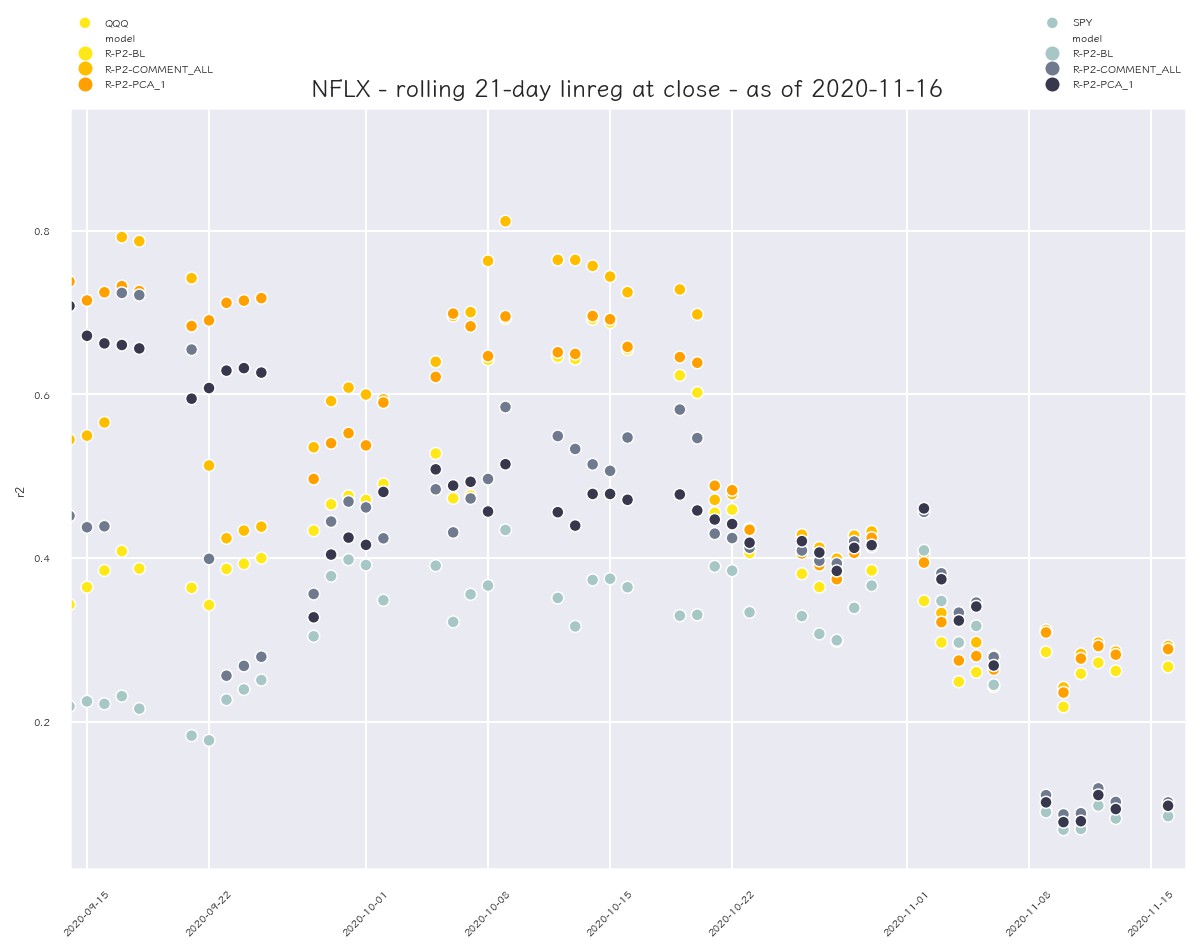 QQQ
model
R-P2-BL
R-P2-COMMENT_ALL
R-P2-PCA_1
SPY
model
R-P2-BL
R-P2-COMMENT_ALL
R-P2-PCA_1
NFLX - rolling 21-day linreg at close - as of 2020-11-16
0.8
0.6
0.4
0.2
r2
2020-09-15
2020-09-22
2020-10-01
2020-10-08
2020-10-15
2020-10-22
2020-11-01
2020-11-08
2020-11-15